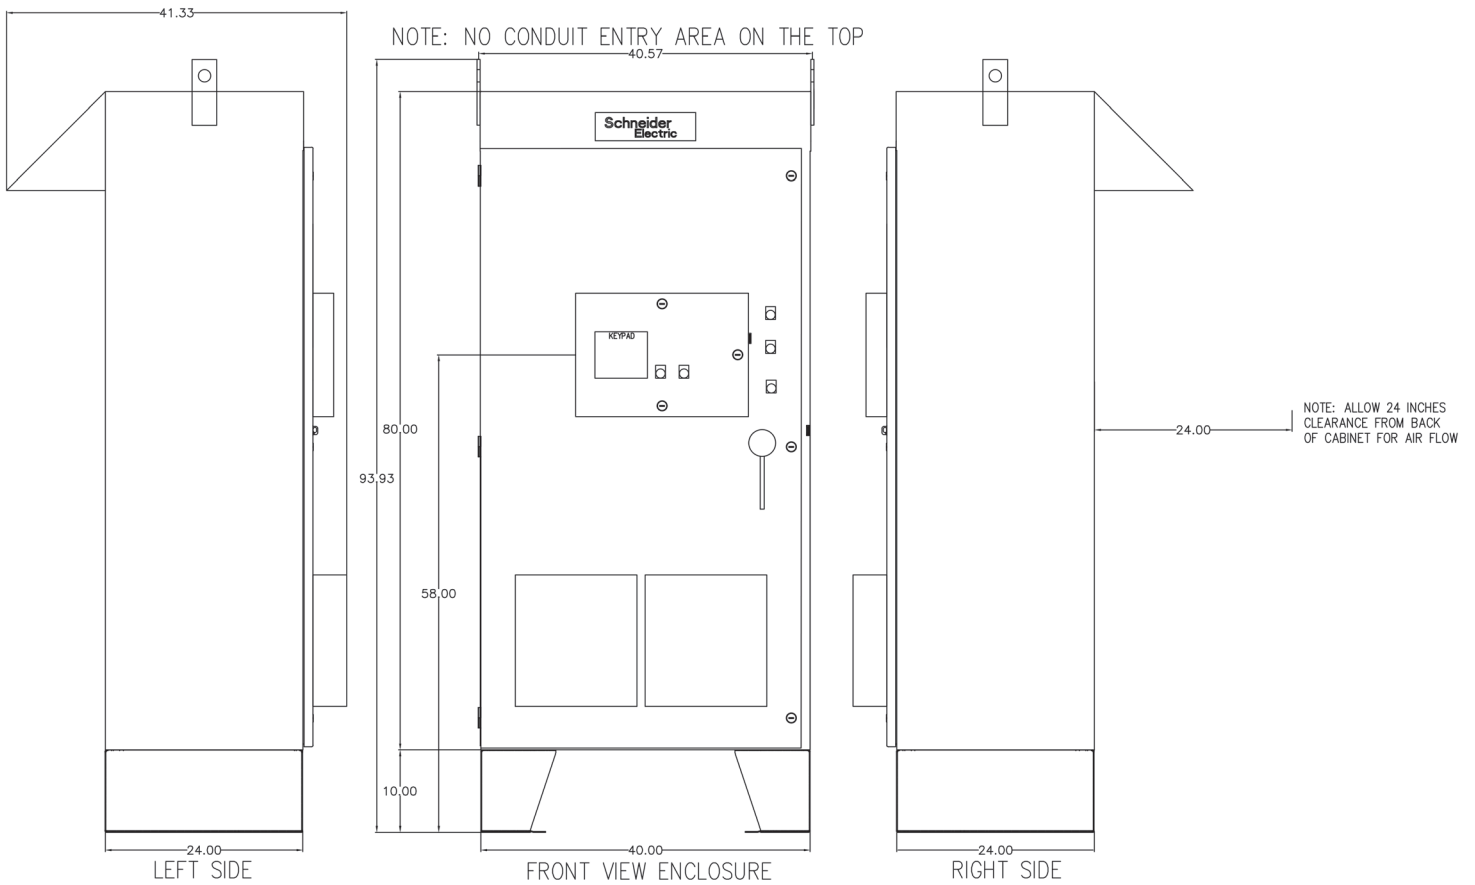 41.33
NOTE: NO CONDUIT ENTRY AREA ON THE TOP
40.57
Schneider
Electric
KEYPAD
80.00
93.93
58.00
10.00
24.00
NOTE: ALLOW 24 INCHES
CLEARANCE FROM BACK
OF CABINET FOR AIR FLOW
24.00
40.00
24.00
LEFT SIDE
FRONT VIEW ENCLOSURE
RIGHT SIDE